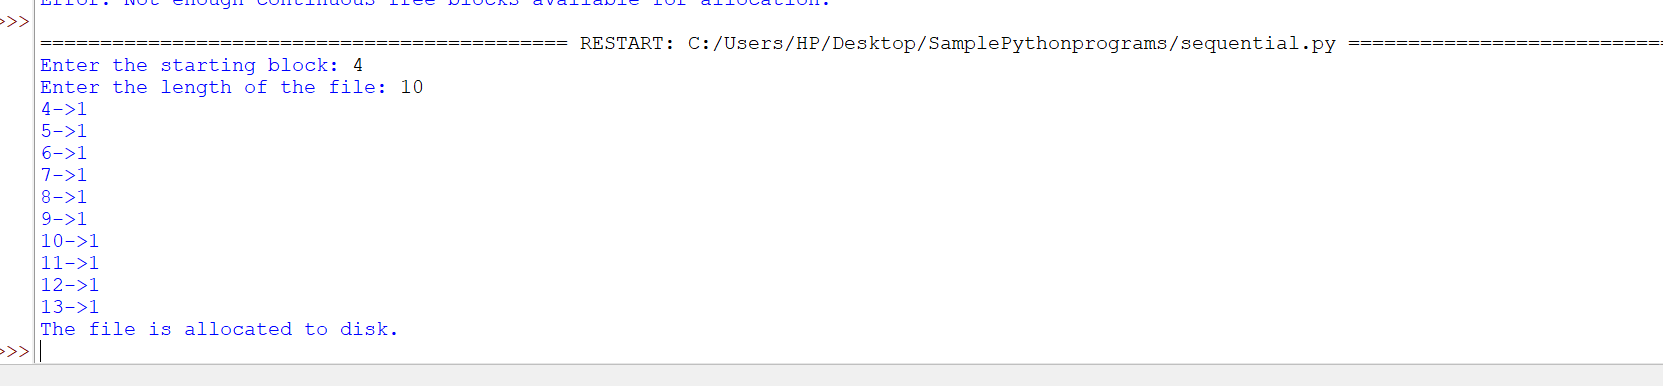 Error: Not enough continuous free blocks available for allocation.
>>>
============================================ RESTART: C:/Users/HP/Desktop/SamplePythonprograms/sequential.py ==========================
Enter the starting block: 4
Enter the length of the file: 10
4->1
5->1
6->1
7->1
8->1
9->1
10->1
11->1
12->1
13->1
The file is allocated to disk.
>>>